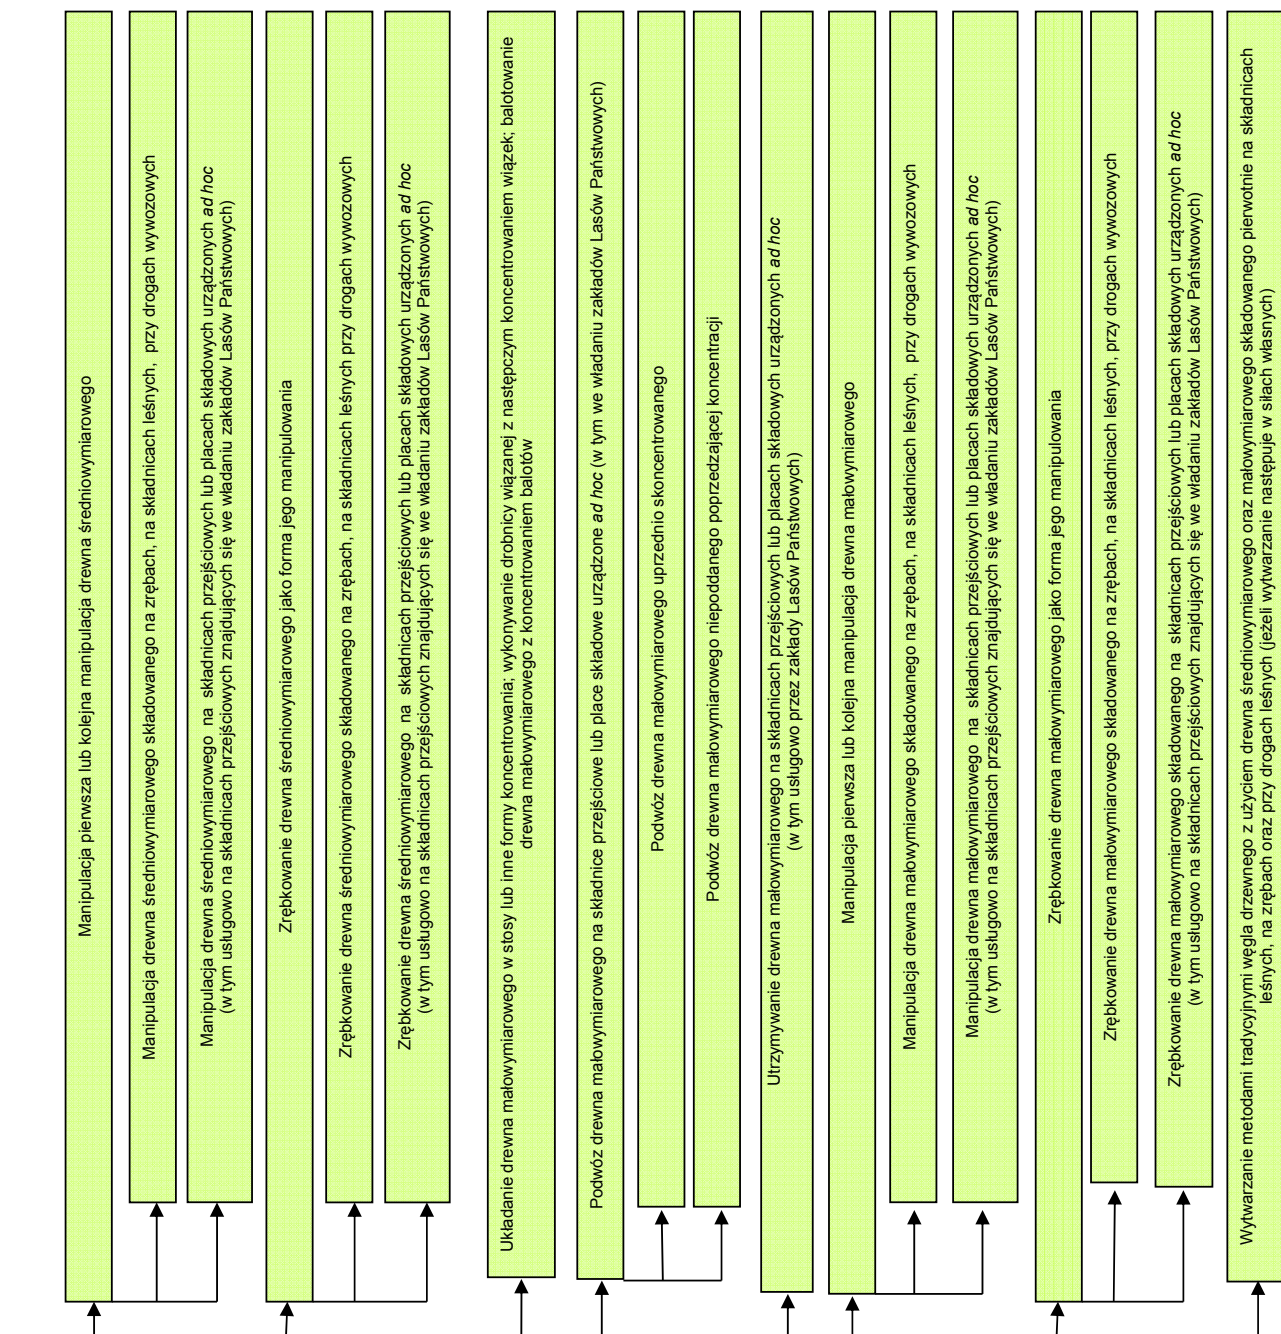 Manipulacja pierwsza lub kolejna manipulacja drewna średniowymiarowego
Manipulacja drewna średniowymiarowego składowanego na zrębach, na składnicach leśnych, przy drogach wywozowych
Manipulacja drewna średniowymiarowego na składnicach przejściowych lub placach składowych urządzonych ad hoc
(w tym usługowo na składnicach przejściowych znajdujących się we władaniu zakładów Lasów Państwowych)
Zrębkowanie drewna średniowymiarowego jako forma jego manipulowania
Zrębkowanie drewna średniowymiarowego składowanego na zrębach, na składnicach leśnych przy drogach wywozowych
Zrębkowanie drewna średniowymiarowego na składnicach przejściowych lub placach składowych urządzonych ad hoc
(w tym usługowo na składnicach przejściowych znajdujących się we władaniu zakładów Lasów Państwowych)
Układanie drewna małowymiarowego w stosy lub inne formy koncentrowania; wykonywanie drobnicy wiązanej z następczym koncentrowaniem wiązek; balotowanie
drewna małowymiarowego z koncentrowaniem balotów
Podwóz drewna małowymiarowego na składnice przejściowe lub place składowe urządzone ad hoc (w tym we władaniu zakładów Lasów Państwowych)
Podwóz drewna małowymiarowego uprzednio skoncentrowanego
Podwóz drewna małowymiarowego niepoddanego poprzedzającej koncentracji
Utrzymywanie drewna małowymiarowego na składnicach przejściowych lub placach składowych urządzonych ad hoc
(w tym usługowo przez zakłady Lasów Państwowych)
Manipulacja pierwsza lub kolejna manipulacja drewna małowymiarowego
Manipulacja drewna małowymiarowego składowanego na zrębach, na składnicach leśnych, przy drogach wywozowych
Manipulacja drewna małowymiarowego na składnicach przejściowych lub placach składowych urządzonych ad hoc
(w tym usługowo na składnicach przejściowych znajdujących się we władaniu zakładów Lasów Państwowych)
Zrębkowanie drewna małowymiarowego jako forma jego manipulowania
Zrębkowanie drewna małowymiarowego składowanego na zrębach, na składnicach leśnych, przy drogach wywozowych
Zrębkowanie drewna małowymiarowego składowanego na składnicach przejściowych lub placach składowych urządzonych ad hoc
(w tym usługowo na składnicach przejściowych znajdujących się we władaniu zakładów Lasów Państwowych)
Wytwarzanie metodami tradycyjnymi węgla drzewnego z użyciem drewna średniowymiarowego oraz małowymiarowego składowanego pierwotnie na składnicach
leśnych, na zrębach oraz przy drogach leśnych (jeżeli wytwarzanie następuje w siłach własnych)